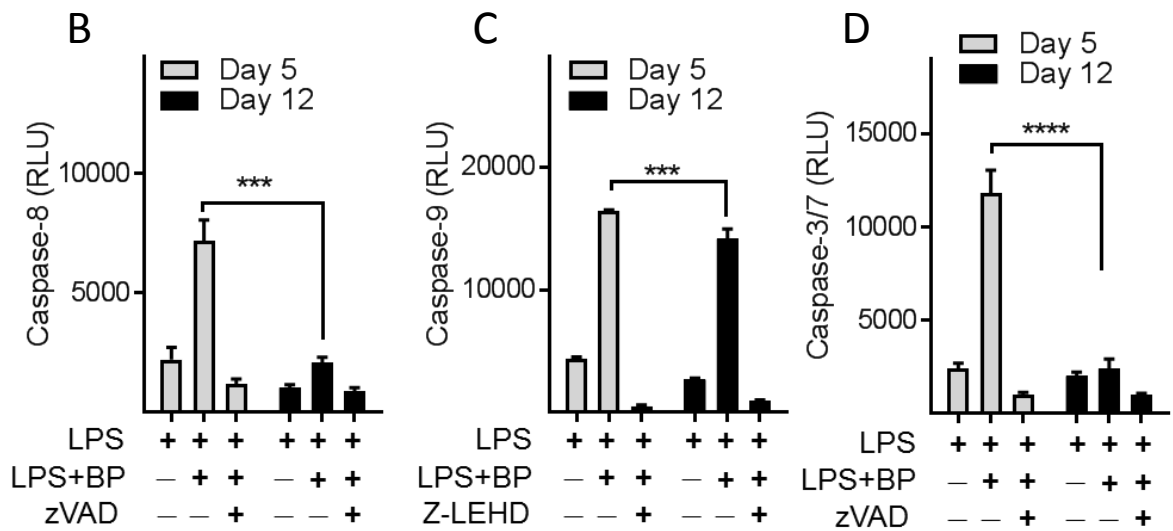 B
Day 5
Day 12
Caspase-8 (RLU)
10000
5000
***
LPS + + + + + +
LPS+BP – + + – + +
zVAD – – + – – +
C
Day 5
Day 12
Caspase-9 (RLU)
20000
10000
***
LPS + + + + + +
LPS+BP – + + – + +
Z-LEHD – – + – – +
D
Day 5
Day 12
Caspase-3/7 (RLU)
15000
10000
5000
****
LPS + + + + + +
LPS+BP – + + – + +
zVAD – – + – – +